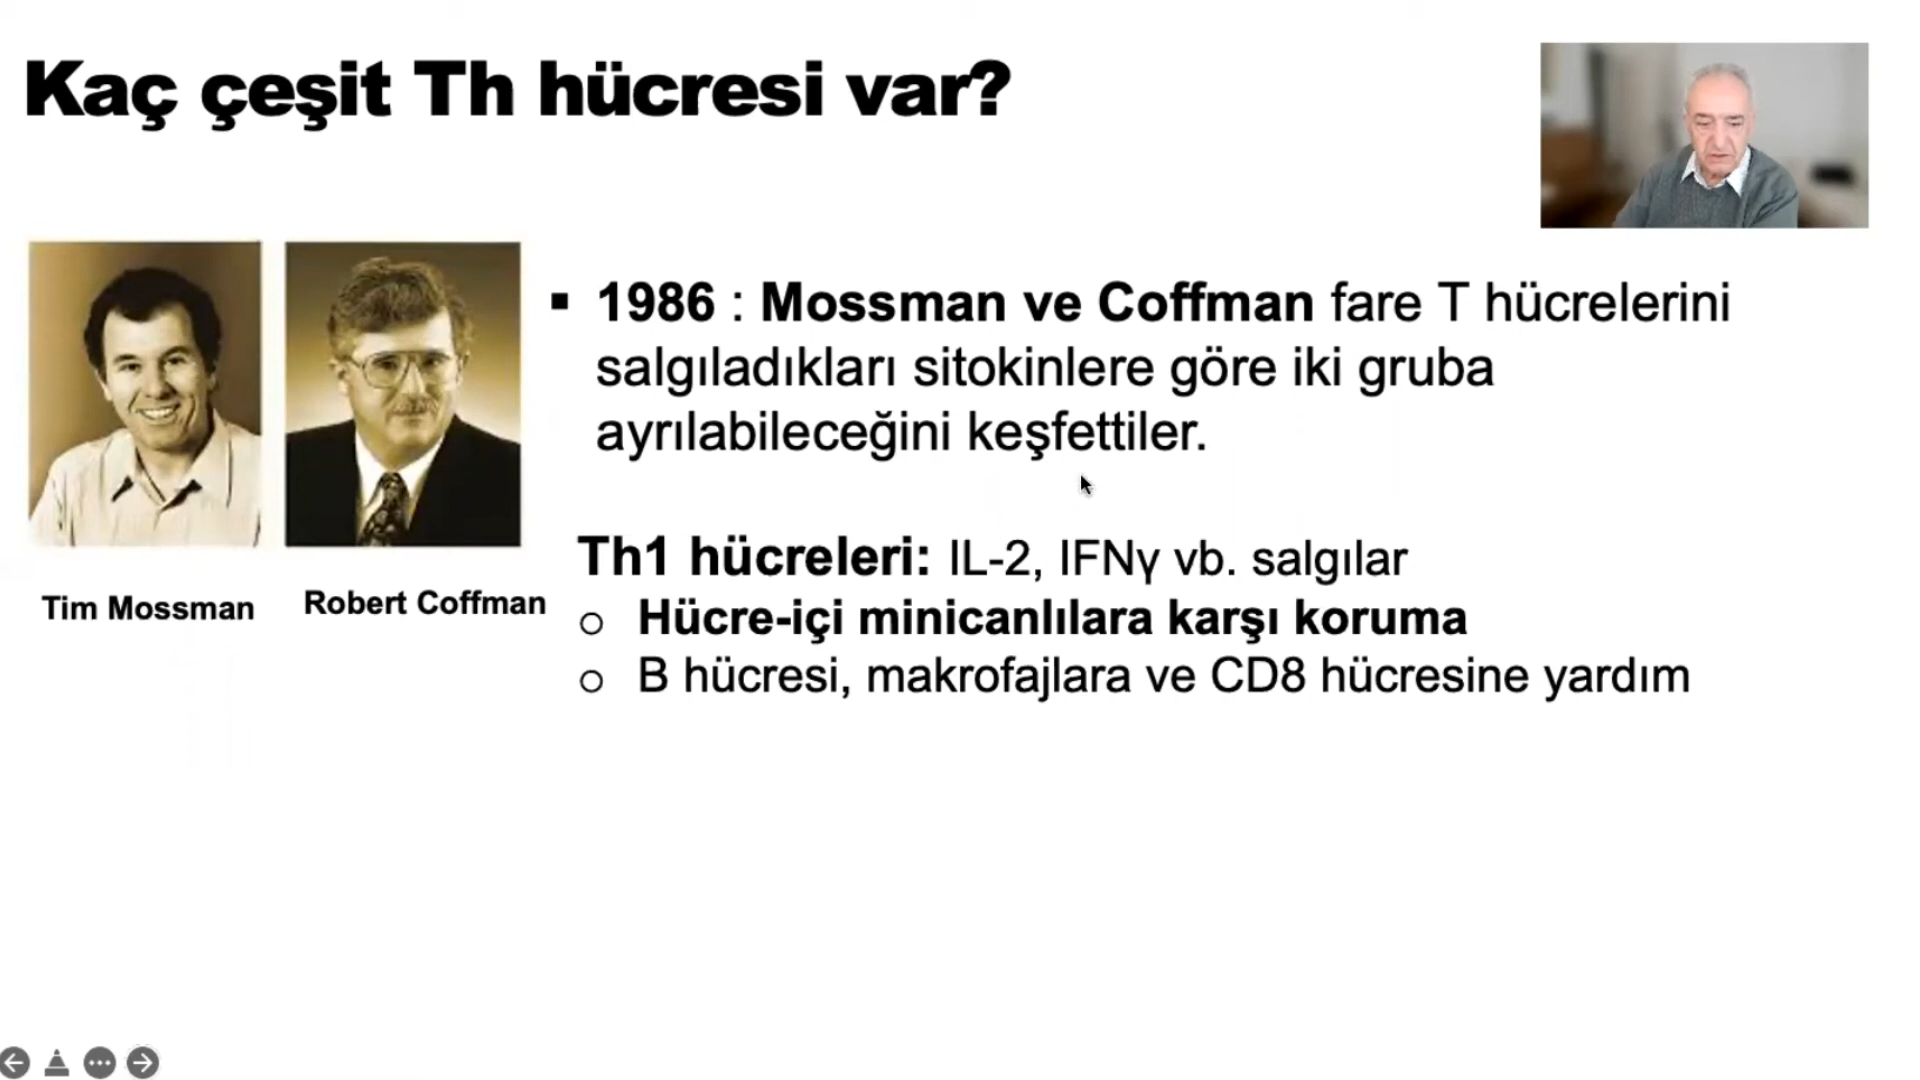 Kaç çeşit Th hücresi var?
▪ 1986 : Mossman ve Coffman fare T hücrelerini
salgıladıkları sitokinlere göre iki gruba
ayrılabileceğini keşfettiler.
Th1 hücreleri: IL-2, IFNγ vb. salgılar
o Hücre-içi minicanlılara karşı koruma
o B hücresi, makrofajlara ve CD8 hücresine yardım
Tim Mossman
Robert Coffman